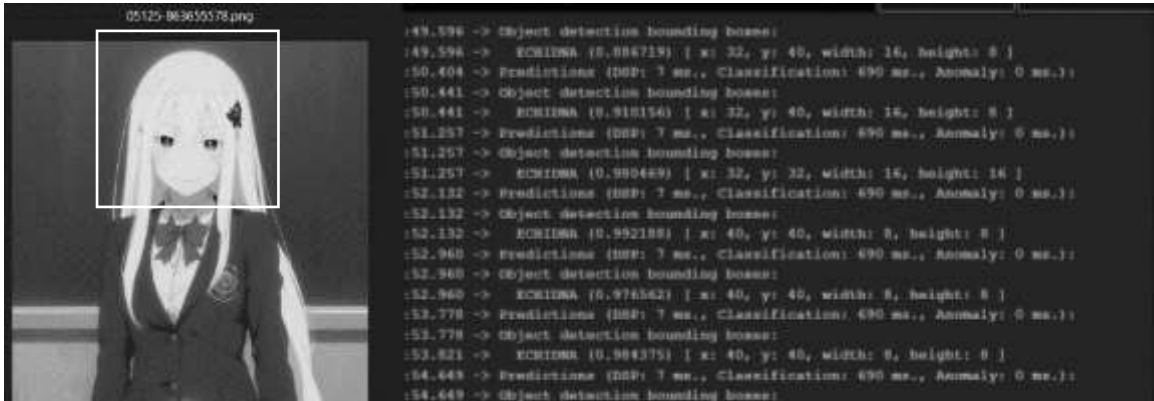 05125-863655578.png
:49.596 -> Object detection bounding boxes:
:49.596 -> ECHIDNA (0.886719) [ x: 32, y: 40, width: 16, height: 8 ]
:50.404 -> Predictions (DSP: 7 ms., Classification: 690 ms., Anomaly: 0 ms.):
:50.441 -> Object detection bounding boxes:
:50.441 -> ECHIDNA (0.910156) [ x: 32, y: 40, width: 16, height: 8 ]
:51.257 -> Predictions (DSP: 7 ms., Classification: 690 ms., Anomaly: 0 ms.):
:51.257 -> Object detection bounding boxes:
:51.257 -> ECHIDNA (0.980469) [ x: 32, y: 32, width: 16, height: 16 ]
:52.132 -> Predictions (DSP: 7 ms., Classification: 690 ms., Anomaly: 0 ms.):
:52.132 -> Object detection bounding boxes:
:52.132 -> ECHIDNA (0.992188) [ x: 40, y: 40, width: 8, height: 8 ]
:52.960 -> Predictions (DSP: 7 ms., Classification: 690 ms., Anomaly: 0 ms.):
:52.960 -> Object detection bounding boxes:
:52.960 -> ECHIDNA (0.976562) [ x: 40, y: 40, width: 8, height: 8 ]
:53.778 -> Predictions (DSP: 7 ms., Classification: 690 ms., Anomaly: 0 ms.):
:53.778 -> Object detection bounding boxes:
:53.821 -> ECHIDNA (0.984375) [ x: 40, y: 40, width: 8, height: 8 ]
:54.649 -> Predictions (DSP: 7 ms., Classification: 690 ms., Anomaly: 0 ms.):
:54.649 -> Object detection bounding boxes: